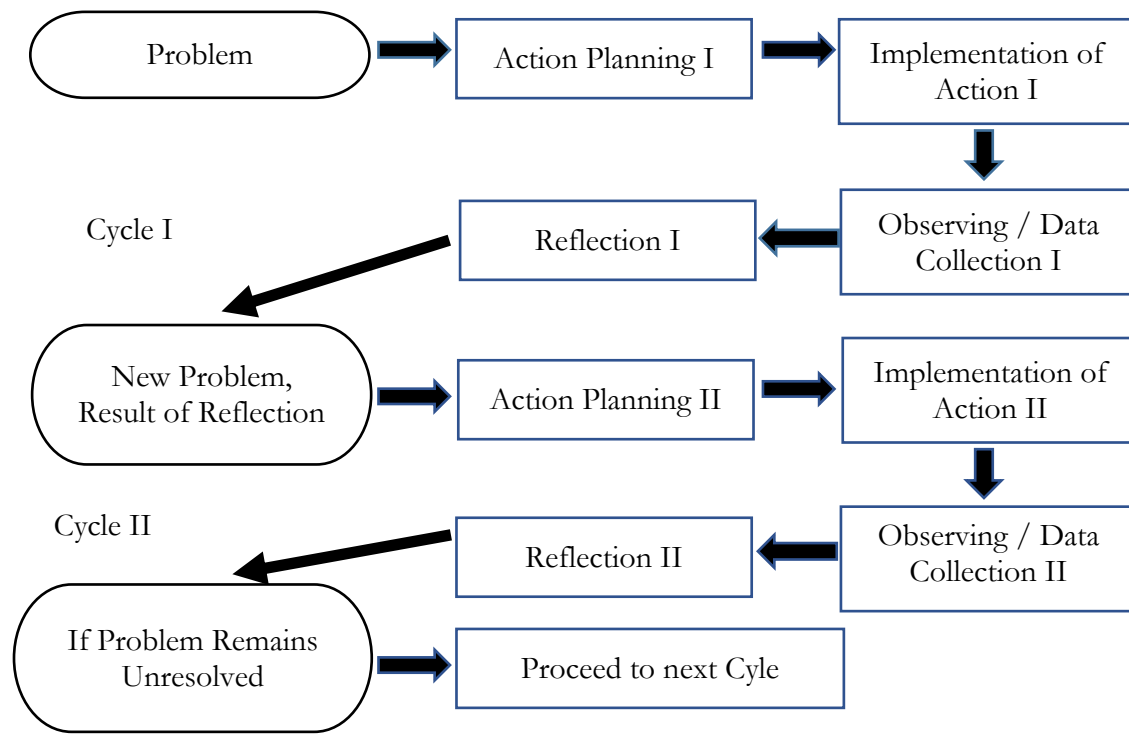 Problem
Action Planning I
Implementation of
Action I
Cycle I
Reflection I
Observing / Data
Collection I
New Problem,
Result of Reflection
Action Planning II
Implementation of
Action II
Cycle II
Reflection II
Observing / Data
Collection II
If Problem Remains
Unresolved
Proceed to next Cyle